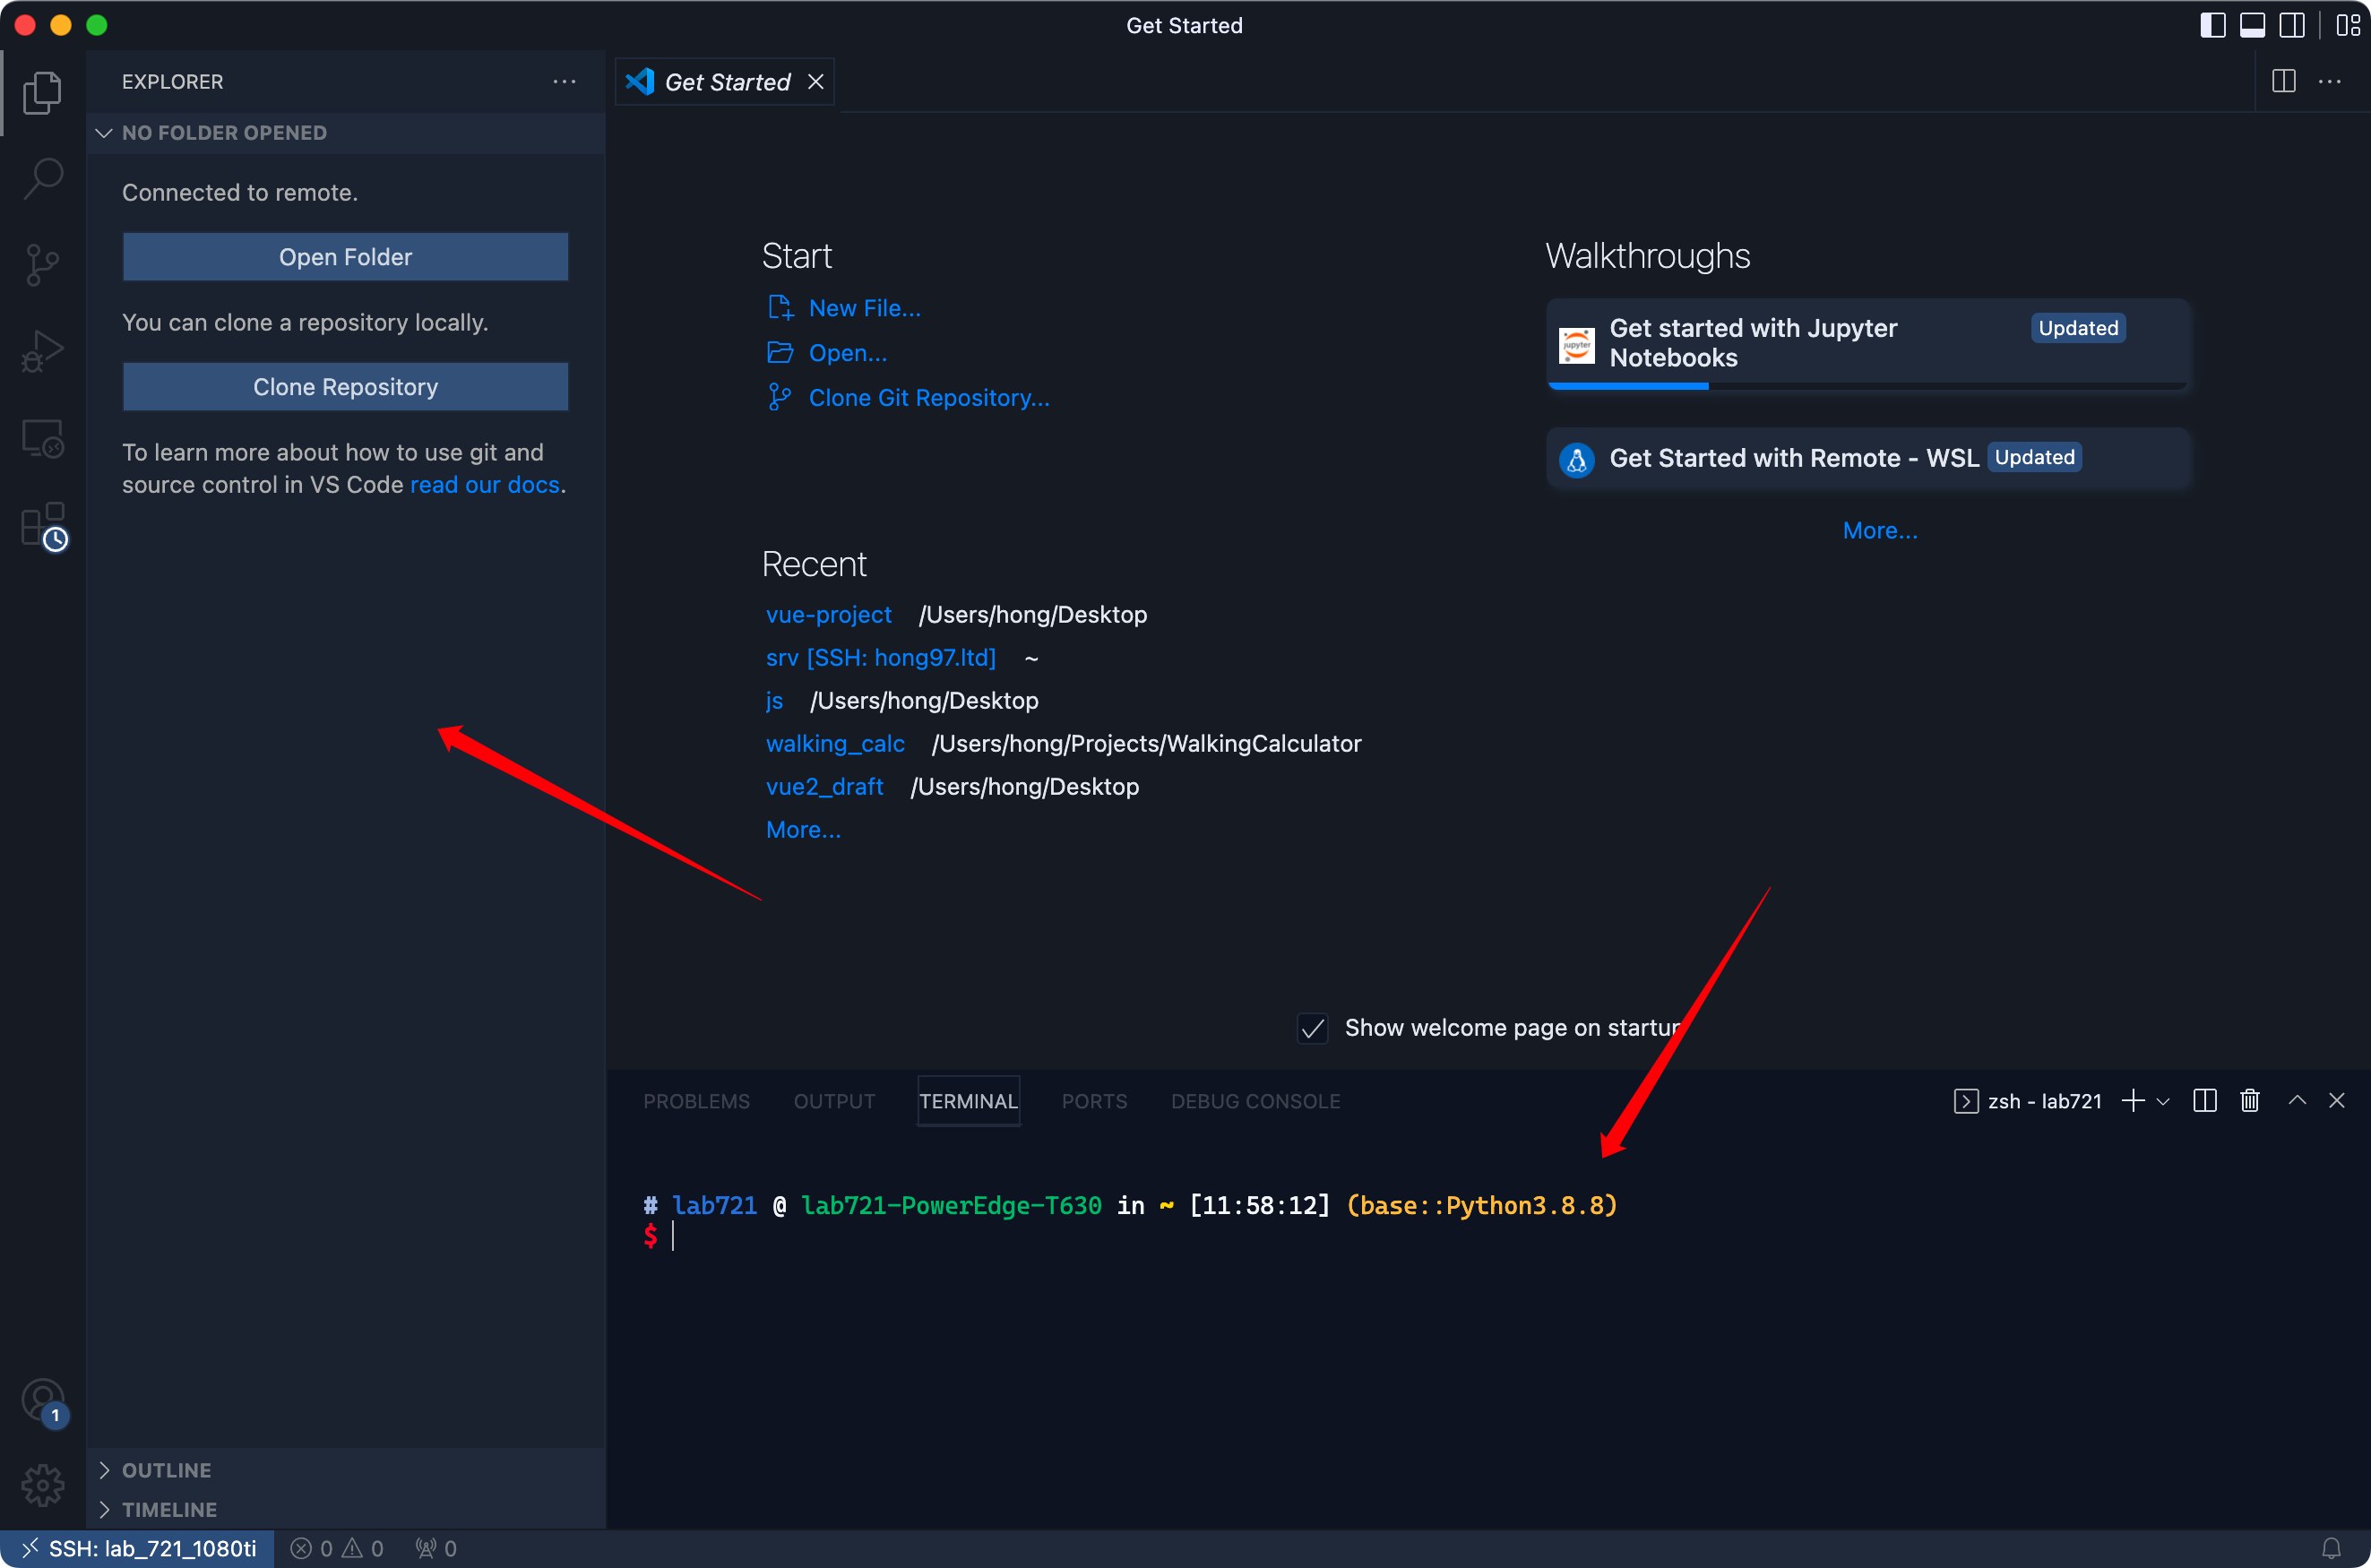 Get Started
EXPLORER
NO FOLDER OPENED
Connected to remote.
Open Folder
You can clone a repository locally.
Clone Repository
To learn more about how to use git and
source control in VS Code read our docs.
Get Started
Start
New File...
Open...
Clone Git Repository...
Recent
vue-project /Users/hong/Desktop
srv [SSH: hong97.ltd] ~
js /Users/hong/Desktop
walking_calc /Users/hong/Projects/WalkingCalculator
vue2_draft /Users/hong/Desktop
More...
Walkthroughs
Get started with Jupyter
Notebooks
Updated
jupyter
Get Started with Remote - WSL Updated
More...
Show welcome page on startup
PROBLEMS OUTPUT TERMINAL PORTS DEBUG CONSOLE
zsh - lab721
# lab721 @ lab721-PowerEdge-T630 in ~ [11:58:12] (base::Python3.8.8)
$
1
OUTLINE
TIMELINE
SSH: lab_721_1080ti 0 0 0